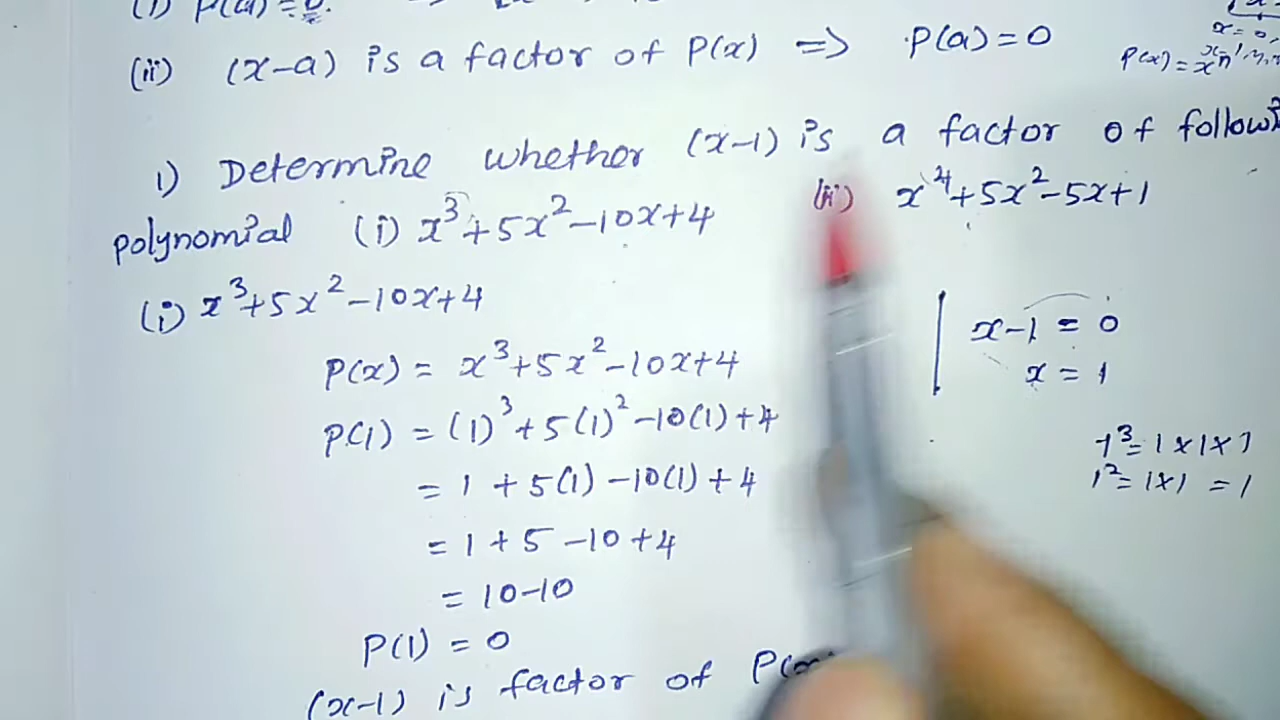 (ii) (x-a) is a factor of P(x) => P(a)=0
1) Determine whether (x-1) is a factor of
polynomial (i) x³+5x²-10x+4 (ii) x⁴+5x²-5x+1
(i) x³+5x²-10x+4
P(x) = x³+5x²-10x+4
P(1) = (1)³+5(1)²-10(1)+4
= 1+5(1)-10(1)+4
= 1+5-10+4
= 10-10
P(1) = 0
(x-1) is factor of
x-1 = 0
x = 1
1³=1×1×1
1²=1×1 =1